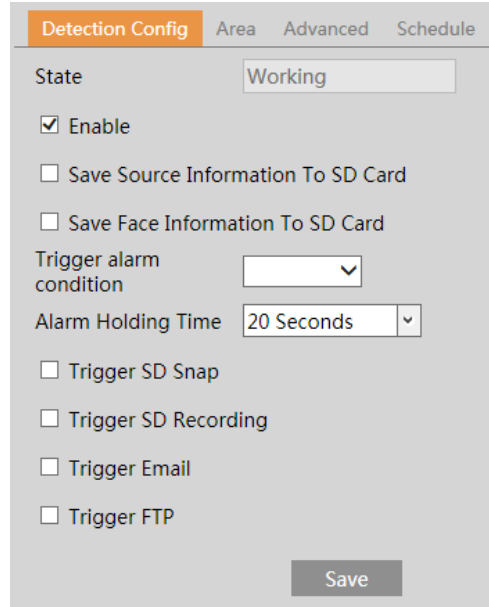 Detection Config Area Advanced Schedule
State Working
Enable
Save Source Information To SD Card
Save Face Information To SD Card
Trigger alarm
condition
Alarm Holding Time 20 Seconds
Trigger SD Snap
Trigger SD Recording
Trigger Email
Trigger FTP
Save